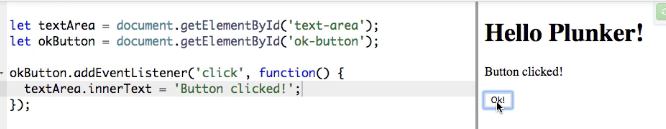 let textArea = document.getElementById('text-area');
let okButton = document.getElementById('ok-button');
okButton.addEventListener('click', function() {
textArea.innerText = 'Button clicked!';
});
Hello Plunker!
Button clicked!
Ok!